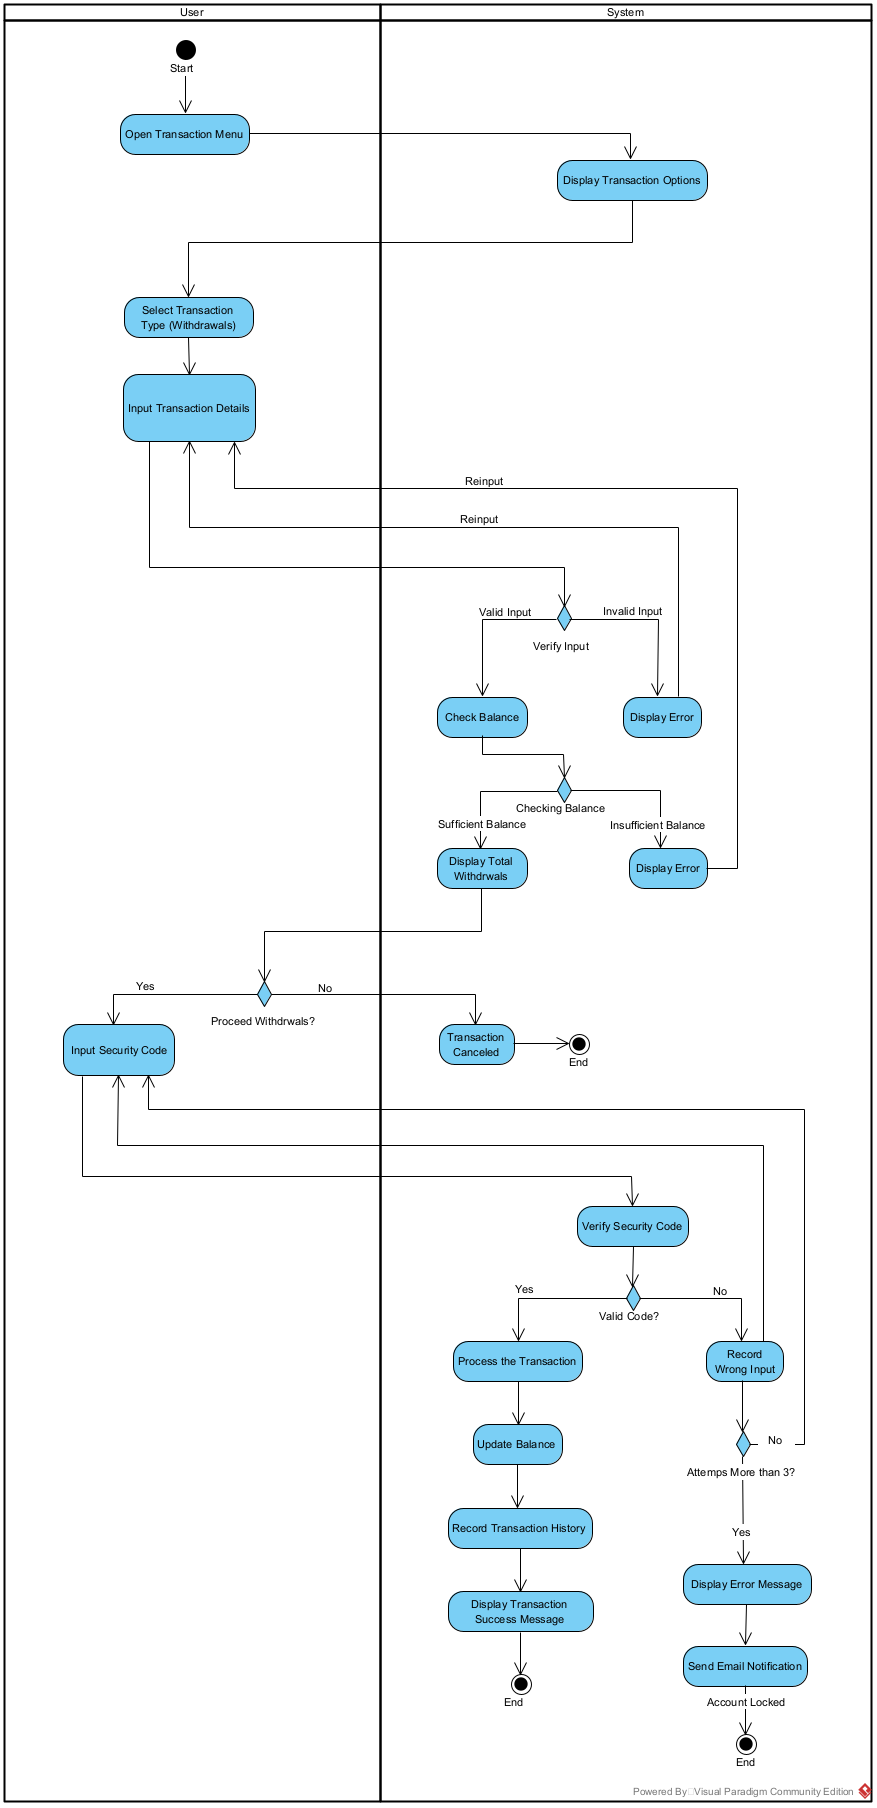 User
System
Start
Open Transaction Menu
Display Transaction Options
Select Transaction
Type (Withdrawals)
Input Transaction Details
Reinput
Reinput
Valid Input
Invalid Input
Verify Input
Check Balance
Display Error
Checking Balance
Sufficient Balance
Insufficient Balance
Display Total
Withdrwals
Display Error
Yes
No
Proceed Withdrwals?
Input Security Code
Transaction
Canceled
End
Verify Security Code
Yes
No
Valid Code?
Process the Transaction
Record
Wrong Input
Update Balance
No
Attemps More than 3?
Record Transaction History
Yes
Display Error Message
Display Transaction
Success Message
Send Email Notification
End
Account Locked
End
Powered By Visual Paradigm Community Edition